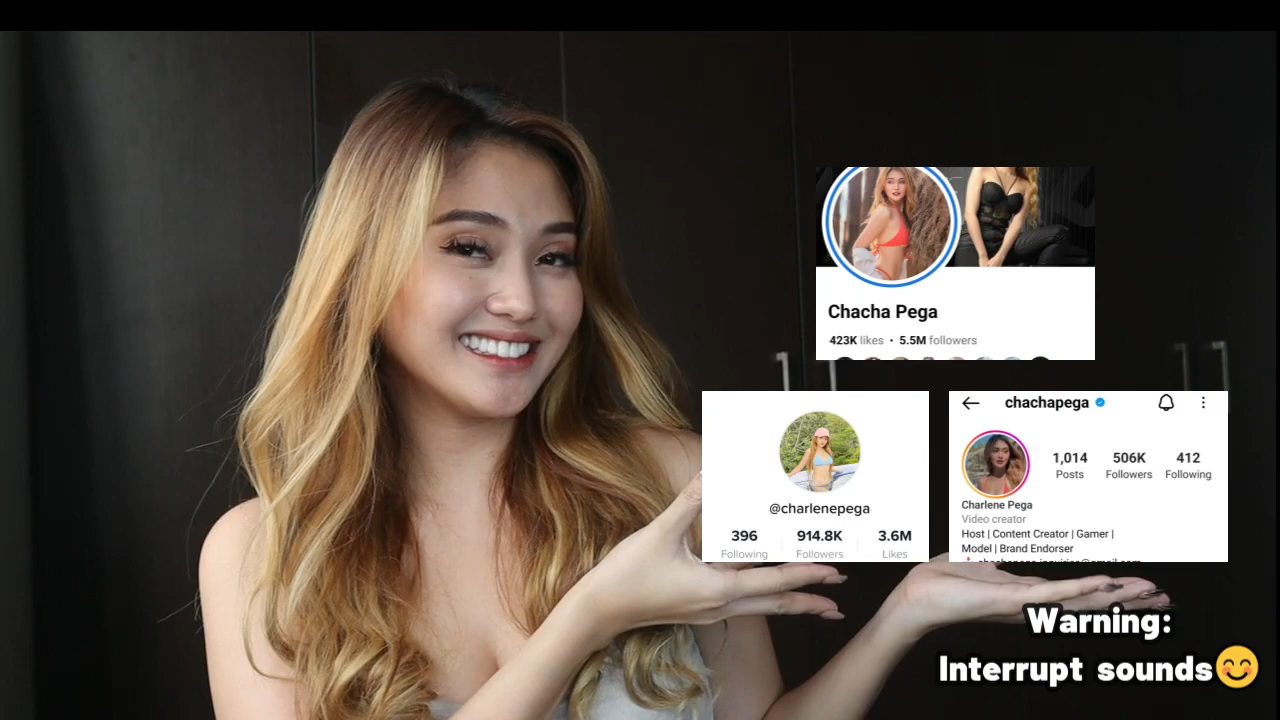 Chacha Pega
423K likes • 5.5M followers
chachapega
@charlenepega
396 914.8K 3.6M
Following Followers Likes
1,014 506K 412
Posts Followers Following
Charlene Pega
Video creator
Host | Content Creator | Gamer |
Model | Brand Endorser
Warning:
Interrupt sounds😊